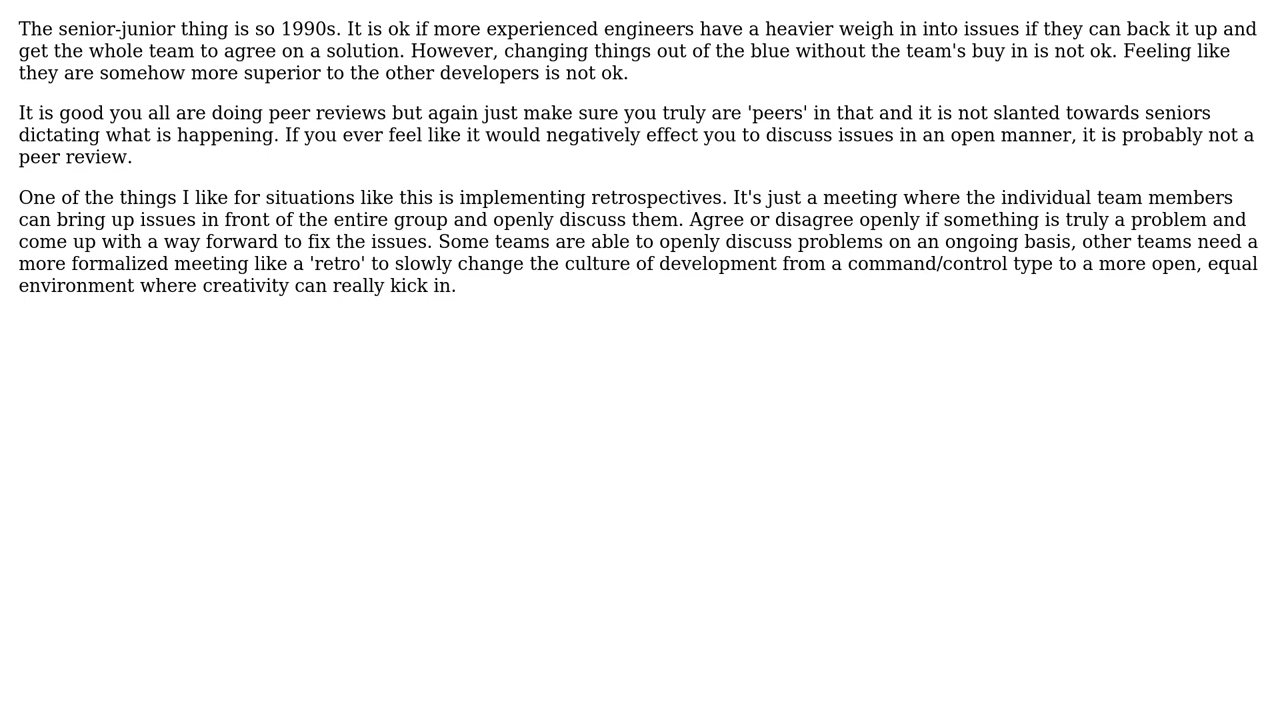 The senior-junior thing is so 1990s. It is ok if more experienced engineers have a heavier weigh in into issues if they can back it up and
get the whole team to agree on a solution. However, changing things out of the blue without the team's buy in is not ok. Feeling like
they are somehow more superior to the other developers is not ok.
It is good you all are doing peer reviews but again just make sure you truly are 'peers' in that and it is not slanted towards seniors
dictating what is happening. If you ever feel like it would negatively effect you to discuss issues in an open manner, it is probably not a
peer review.
One of the things I like for situations like this is implementing retrospectives. It's just a meeting where the individual team members
can bring up issues in front of the entire group and openly discuss them. Agree or disagree openly if something is truly a problem and
come up with a way forward to fix the issues. Some teams are able to openly discuss problems on an ongoing basis, other teams need a
more formalized meeting like a 'retro' to slowly change the culture of development from a command/control type to a more open, equal
environment where creativity can really kick in.